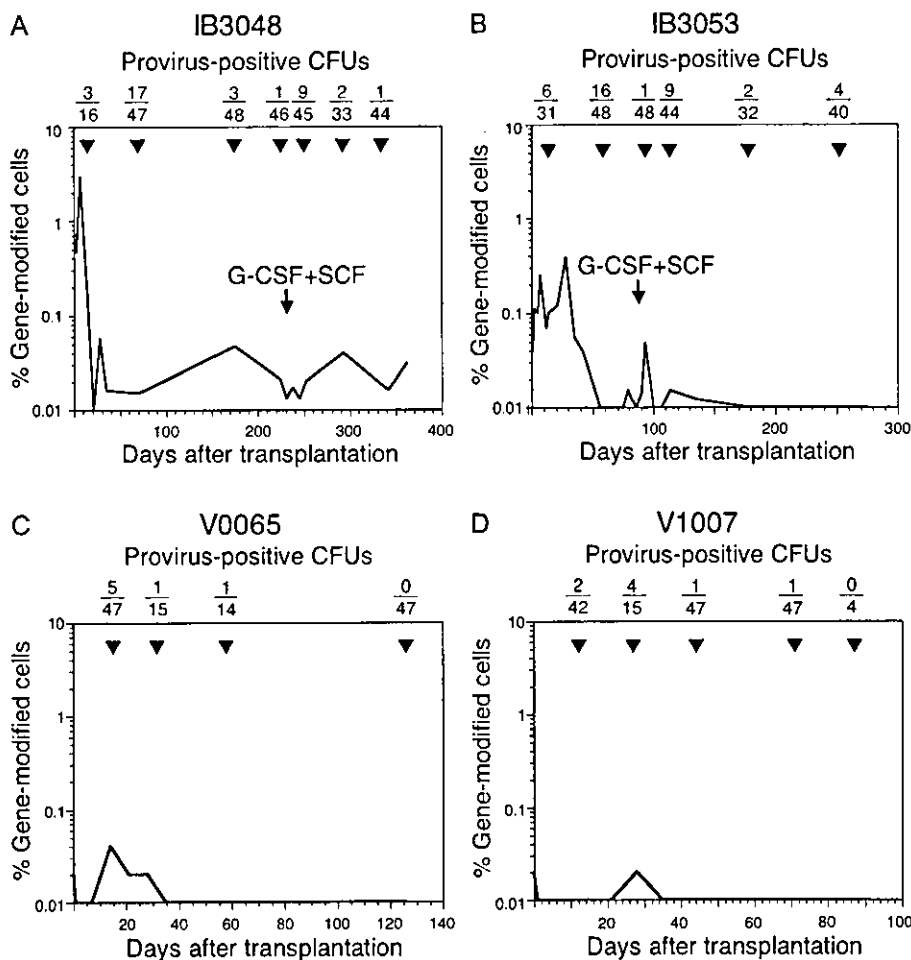 A
IB3048
Provirus-positive CFUs
3 17 3 1 9 2 1
16 47 48 46 45 33 44
10
1
0.1
0.01
% Gene-modified cells
G-CSF+SCF
100 200 300 400
Days after transplantation
B
IB3053
Provirus-positive CFUs
6 16 1 9 2 4
31 48 48 44 32 40
10
1
0.1
0.01
% Gene-modified cells
G-CSF+SCF
100 200 300
Days after transplantation
C
V0065
Provirus-positive CFUs
5 1 1 0
47 15 14 47
10
1
0.1
0.01
% Gene-modified cells
20 40 60 80 100 120 140
Days after transplantation
D
V1007
Provirus-positive CFUs
2 4 1 1 0
42 15 47 47 4
10
1
0.1
0.01
% Gene-modified cells
20 40 60 80 100
Days after transplantation